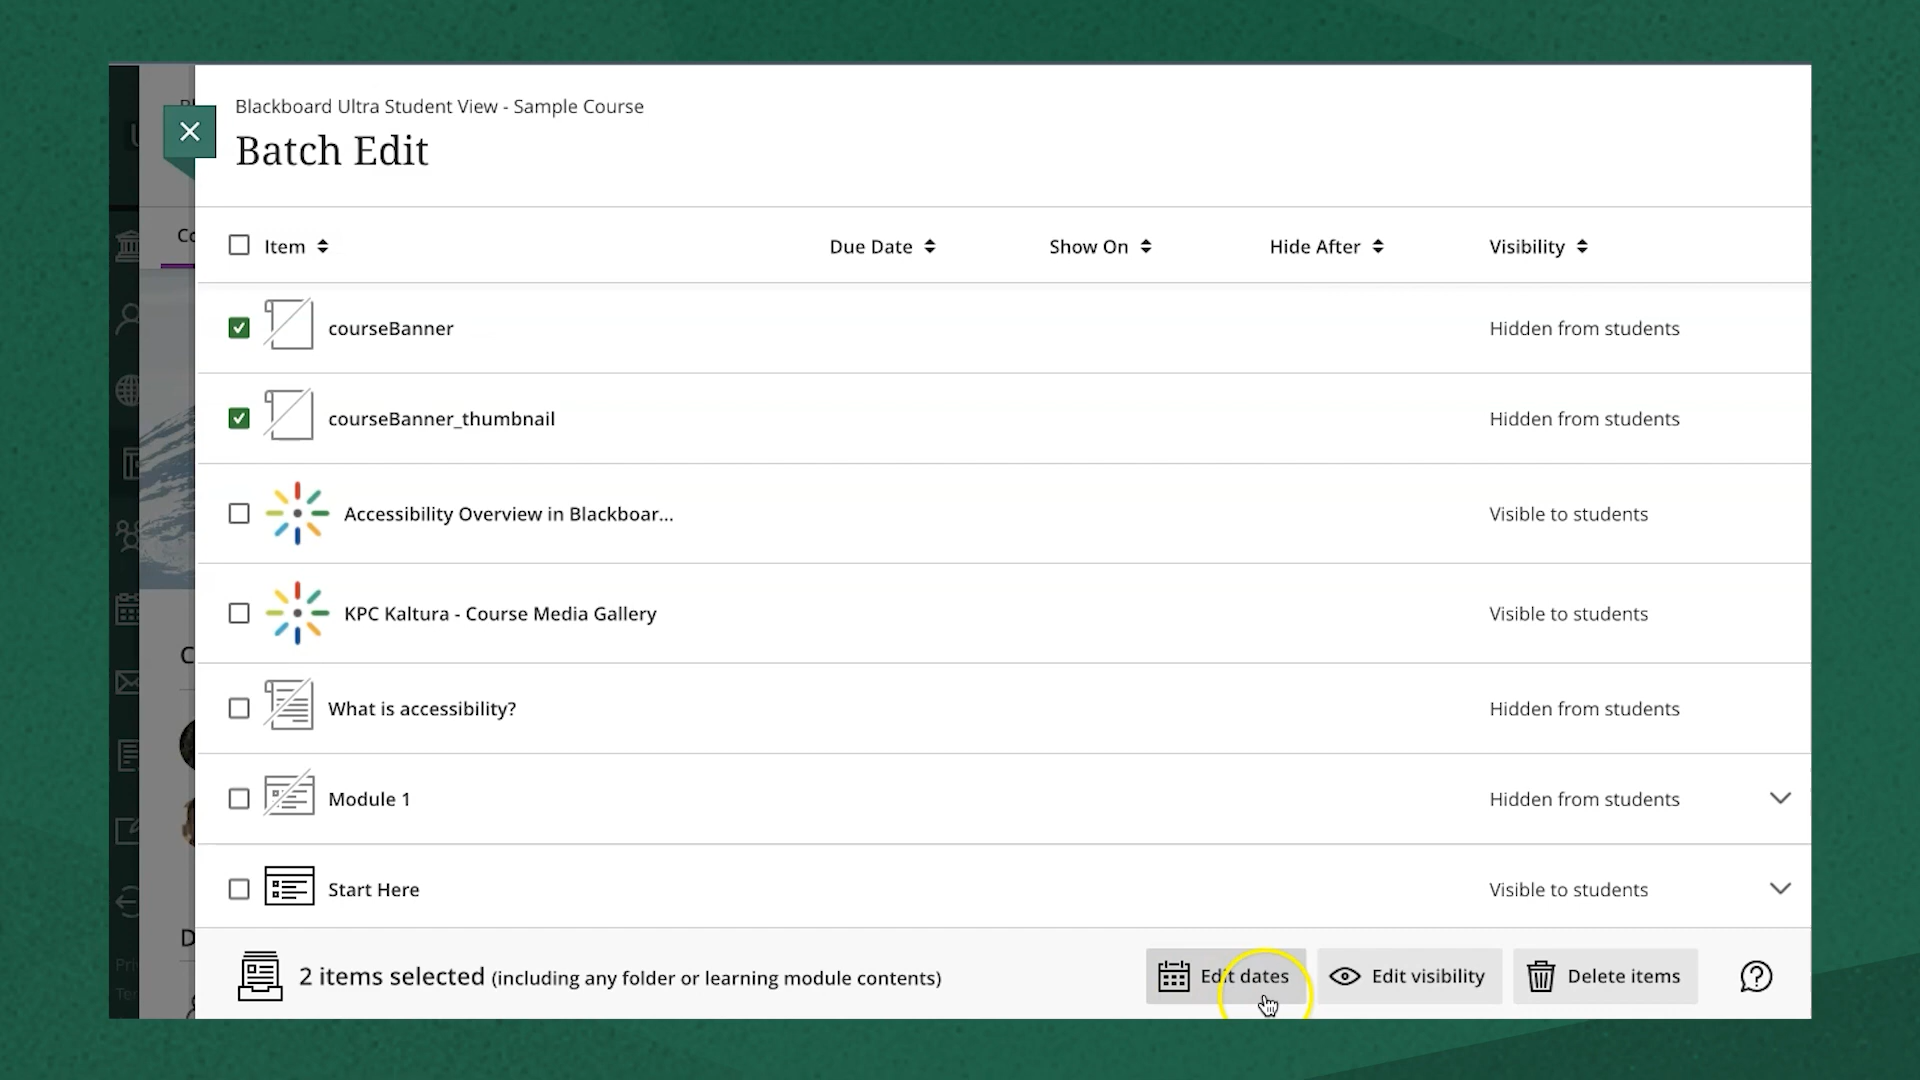 Blackboard Ultra Student View - Sample Course
Batch Edit
Item
Due Date
Show On
Hide After
Visibility
courseBanner
Hidden from students
courseBanner_thumbnail
Hidden from students
Accessibility Overview in Blackboar...
Visible to students
KPC Kaltura - Course Media Gallery
Visible to students
What is accessibility?
Hidden from students
Module 1
Hidden from students
Start Here
Visible to students
2 items selected (including any folder or learning module contents)
Edit dates
Edit visibility
Delete items